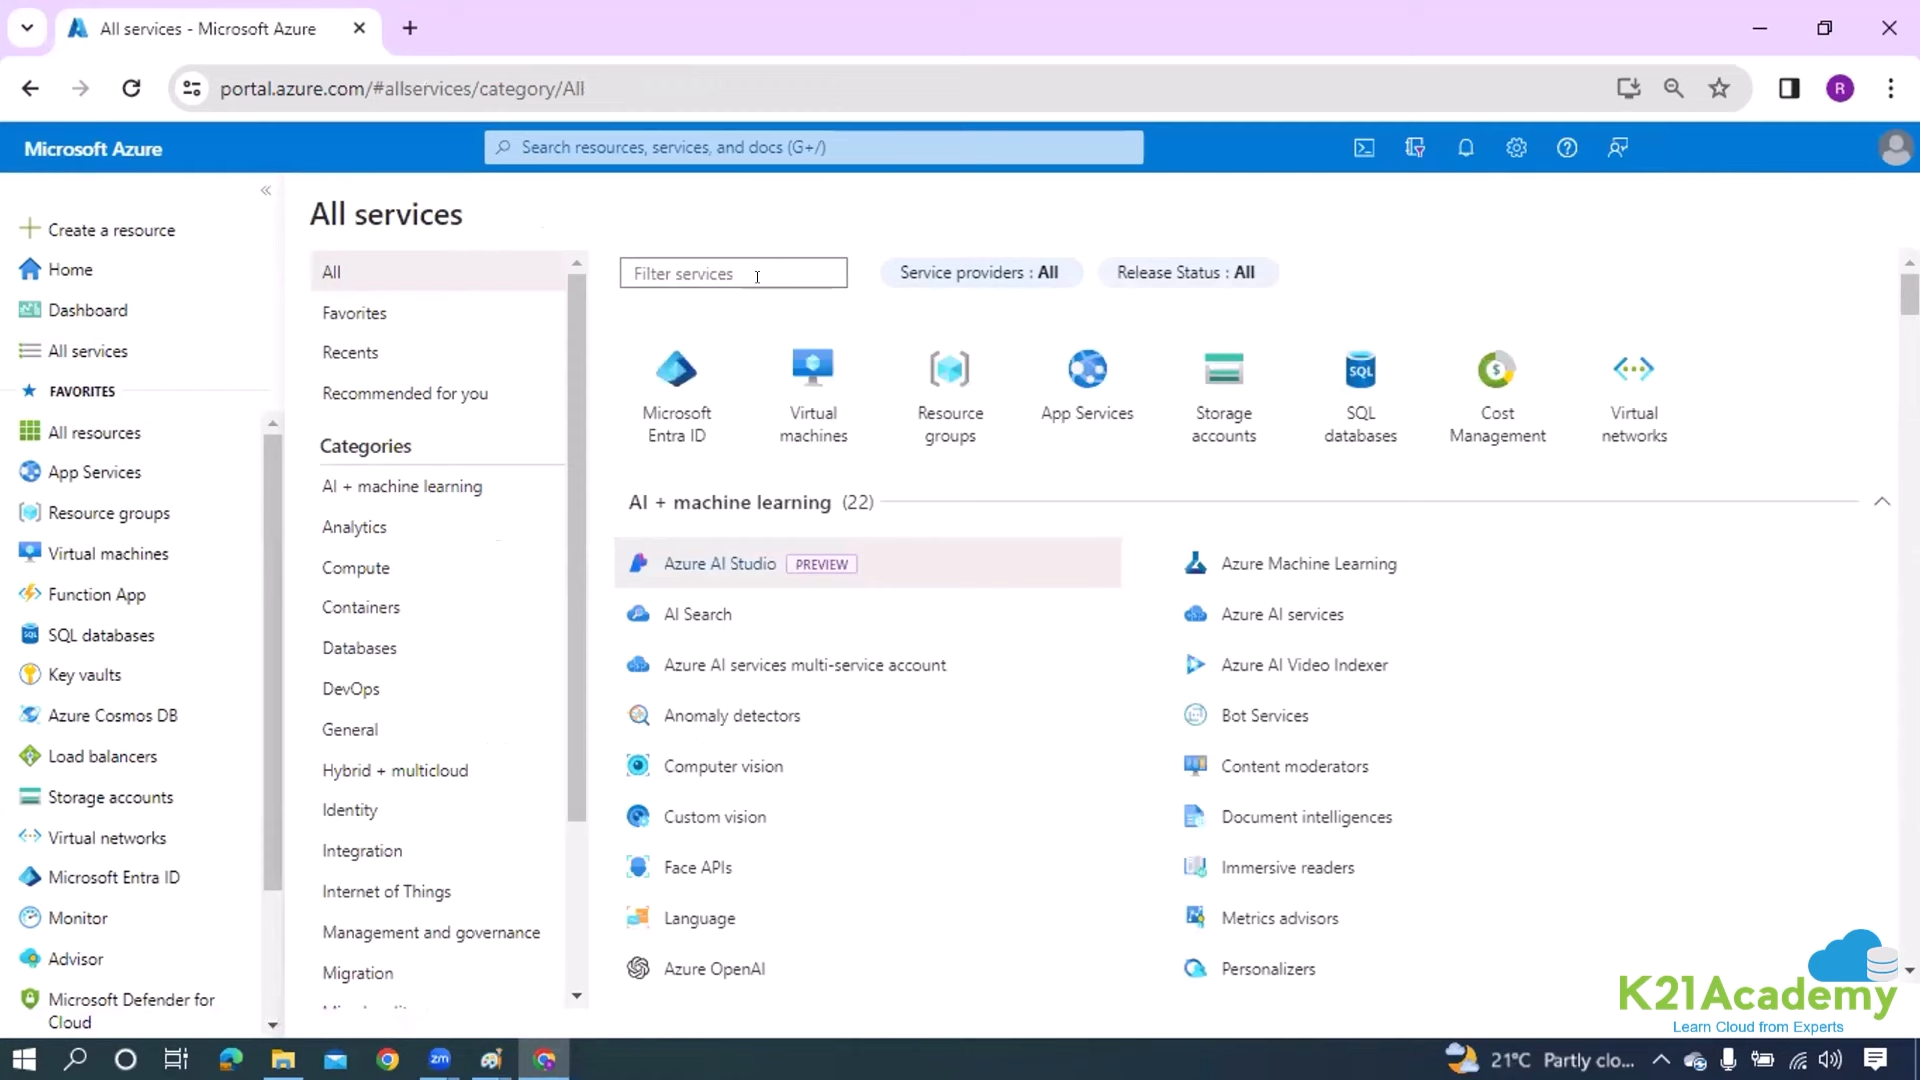 All services - Microsoft Azure
portal.azure.com/#allservices/category/All
R
Microsoft Azure
Search resources, services, and docs (G+/)
Create a resource
Home
Dashboard
All services
FAVORITES
All resources
App Services
Resource groups
Virtual machines
Function App
SQL databases
Key vaults
Azure Cosmos DB
Load balancers
Storage accounts
Virtual networks
Microsoft Entra ID
Monitor
Advisor
Microsoft Defender for
Cloud
All services
All
Favorites
Recents
Recommended for you
Categories
AI + machine learning
Analytics
Compute
Containers
Databases
DevOps
General
Hybrid + multicloud
Identity
Integration
Internet of Things
Management and governance
Migration
Filter services
Service providers : All
Release Status : All
Microsoft
Entra ID
Virtual
machines
Resource
groups
App Services
Storage
accounts
SQL
SQL
databases
Cost
Management
Virtual
networks
AI + machine learning (22)
Azure AI Studio PREVIEW
Azure Machine Learning
AI Search
Azure AI services
Azure AI services multi-service account
Azure AI Video Indexer
Anomaly detectors
Bot Services
Computer vision
Content moderators
Custom vision
Document intelligences
Face APIs
Immersive readers
Language
Metrics advisors
Azure OpenAI
Personalizers
K21Academy
Learn Cloud from Experts
zm
21°C Partly clo...